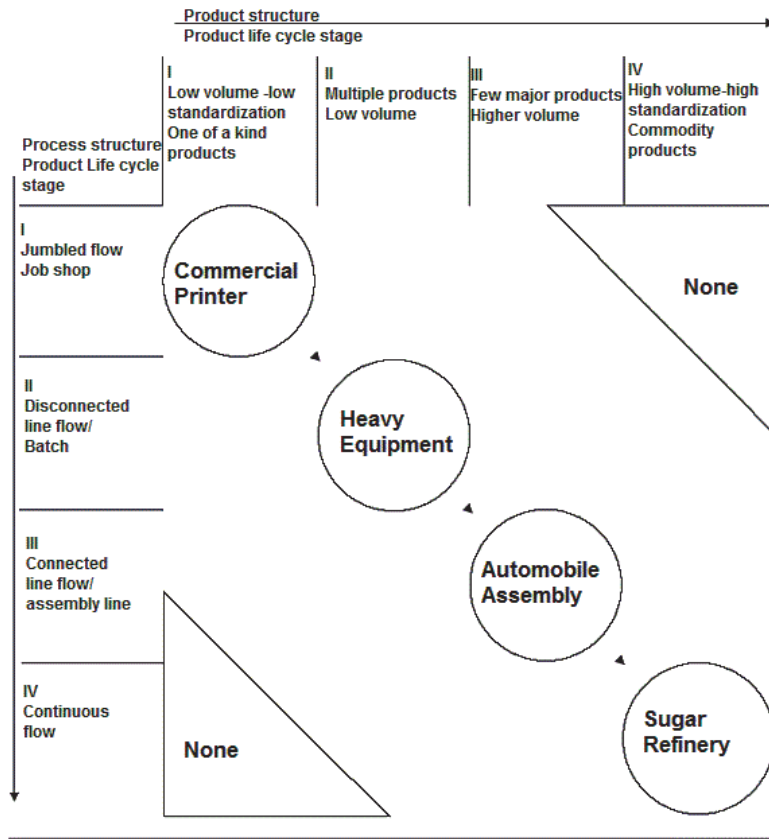 Product structure
Product life cycle stage
I
Low volume -low
standardization
One of a kind
products
II
Multiple products
Low volume
III
Few major products
Higher volume
IV
High volume-high
standardization
Commodity
products
Process structure
Product Life cycle
stage
I
Jumbled flow
Job shop
Commercial
Printer
None
II
Disconnected
line flow/
Batch
Heavy
Equipment
III
Connected
line flow/
assembly line
Automobile
Assembly
IV
Continuous
flow
None
Sugar
Refinery